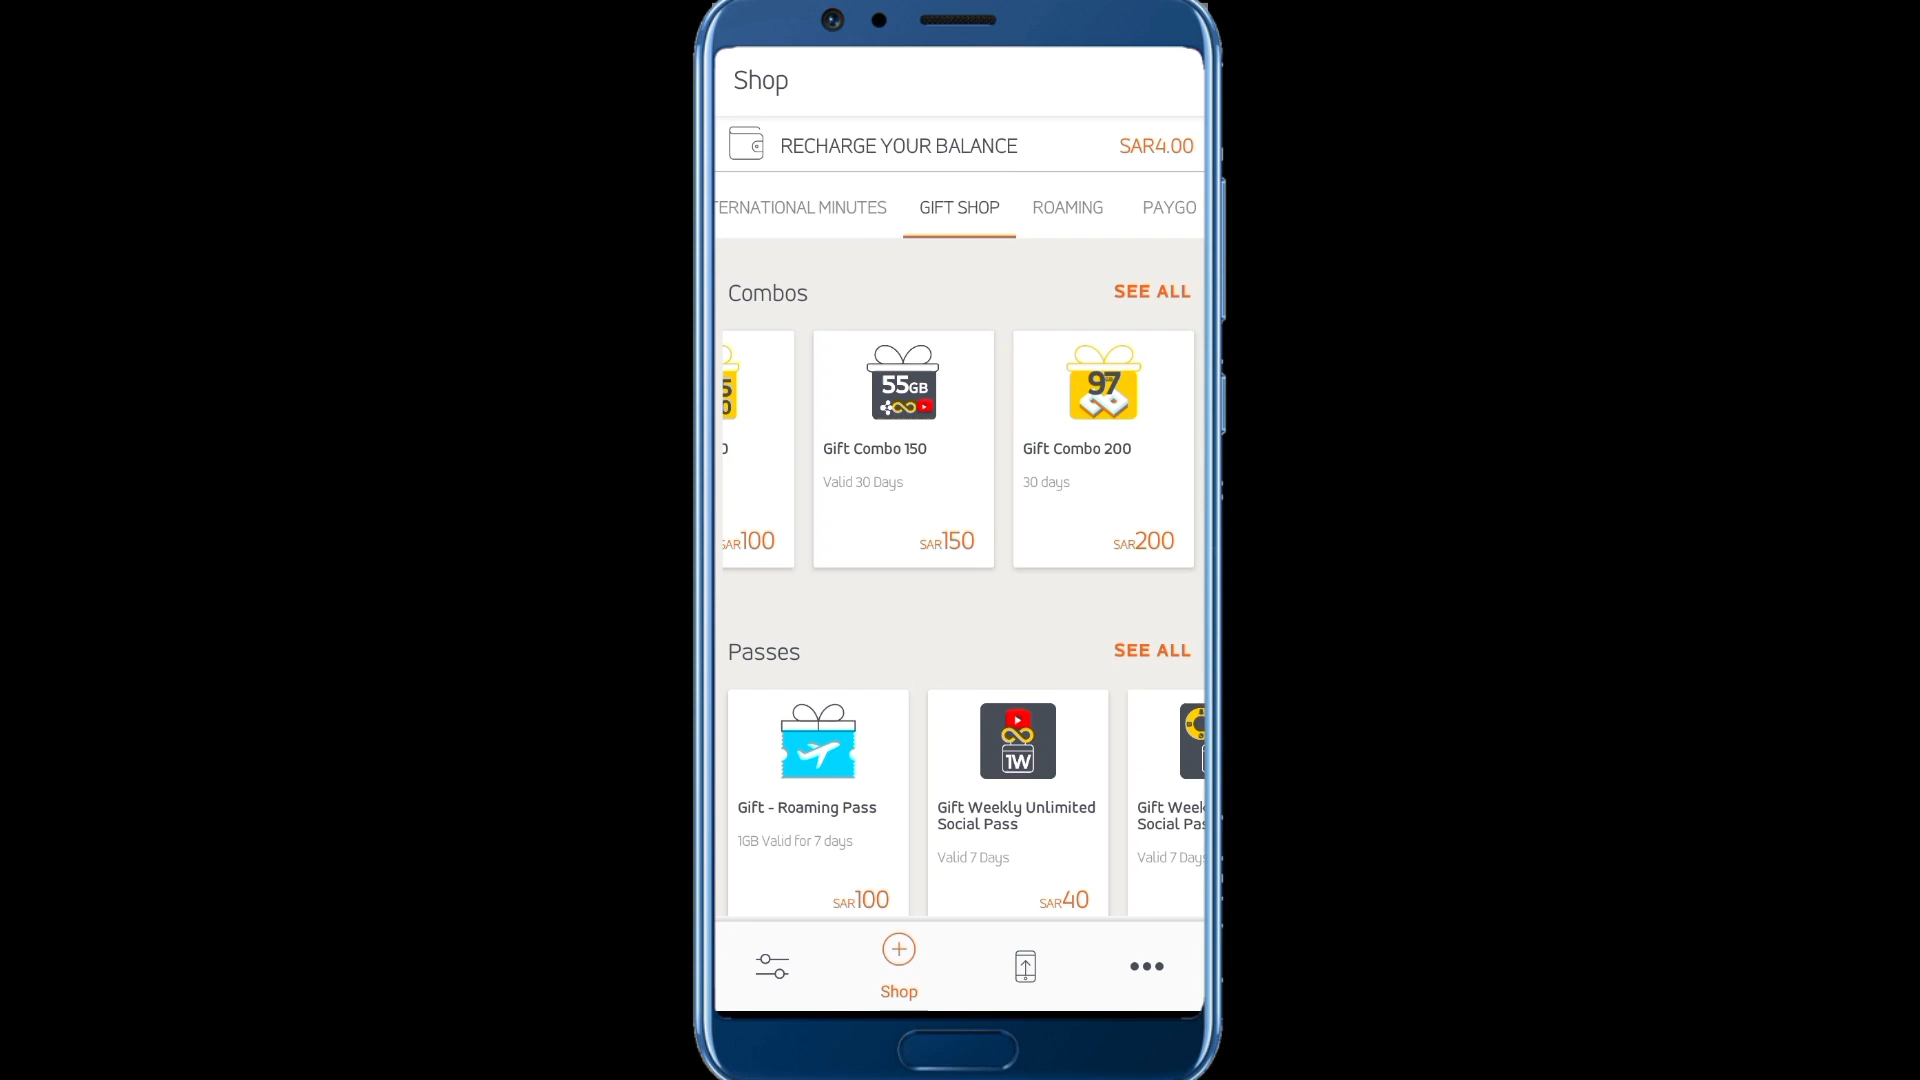 Shop
RECHARGE YOUR BALANCE SAR4.00
TERNATIONAL MINUTES GIFT SHOP ROAMING PAYGO
Combos SEE ALL
55GB
97
Gift Combo 150
Gift Combo 200
Valid 30 Days
30 days
SAR100
SAR150
SAR200
Passes SEE ALL
1W
Gift - Roaming Pass
Gift Weekly Unlimited
Social Pass
1GB Valid for 7 days
Valid 7 Days
Gift Week
Social Pas
Valid 7 Days
SAR100
SAR40
Shop